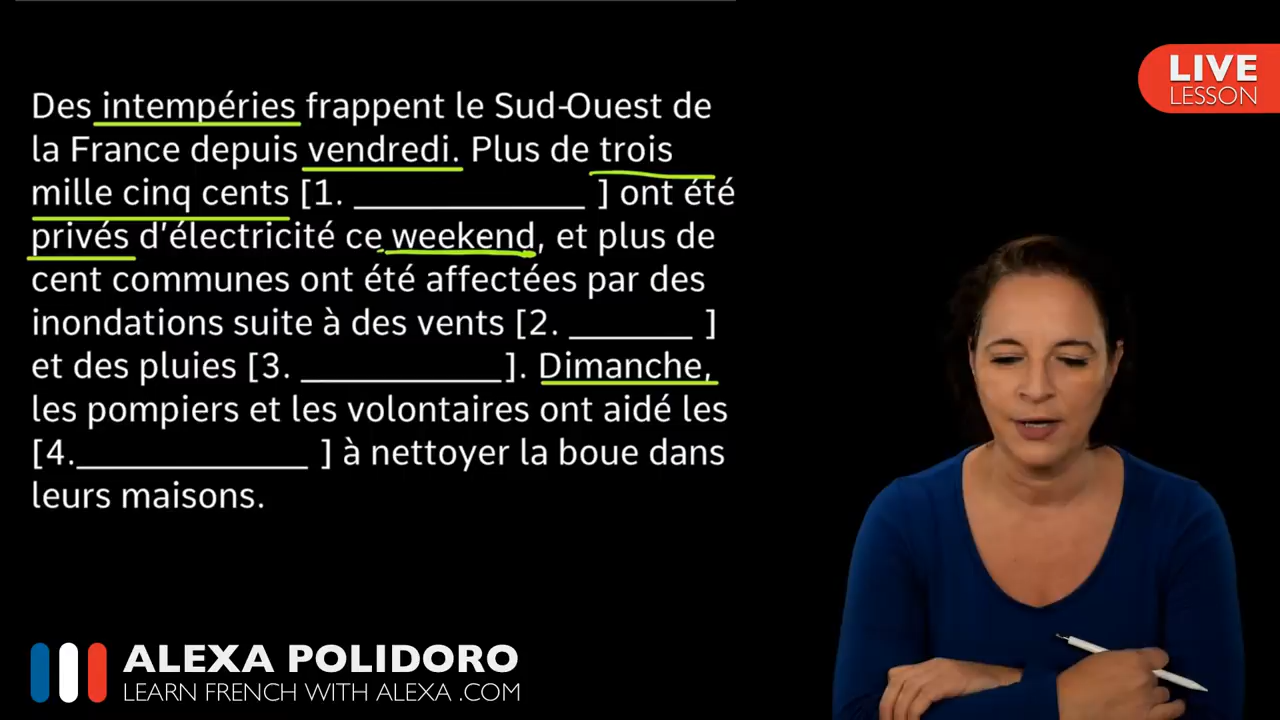 Des intempéries frappent le Sud-Ouest de
la France depuis vendredi. Plus de trois
mille cinq cents [1. _____________ ] ont été
privés d'électricité ce weekend, et plus de
cent communes ont été affectées par des
inondations suite à des vents [2. _______ ]
et des pluies [3. ___________]. Dimanche,
les pompiers et les volontaires ont aidé les
[4._____________ ] à nettoyer la boue dans
leurs maisons.
LIVE
LESSON
ALEXA POLIDORO
LEARN FRENCH WITH ALEXA .COM